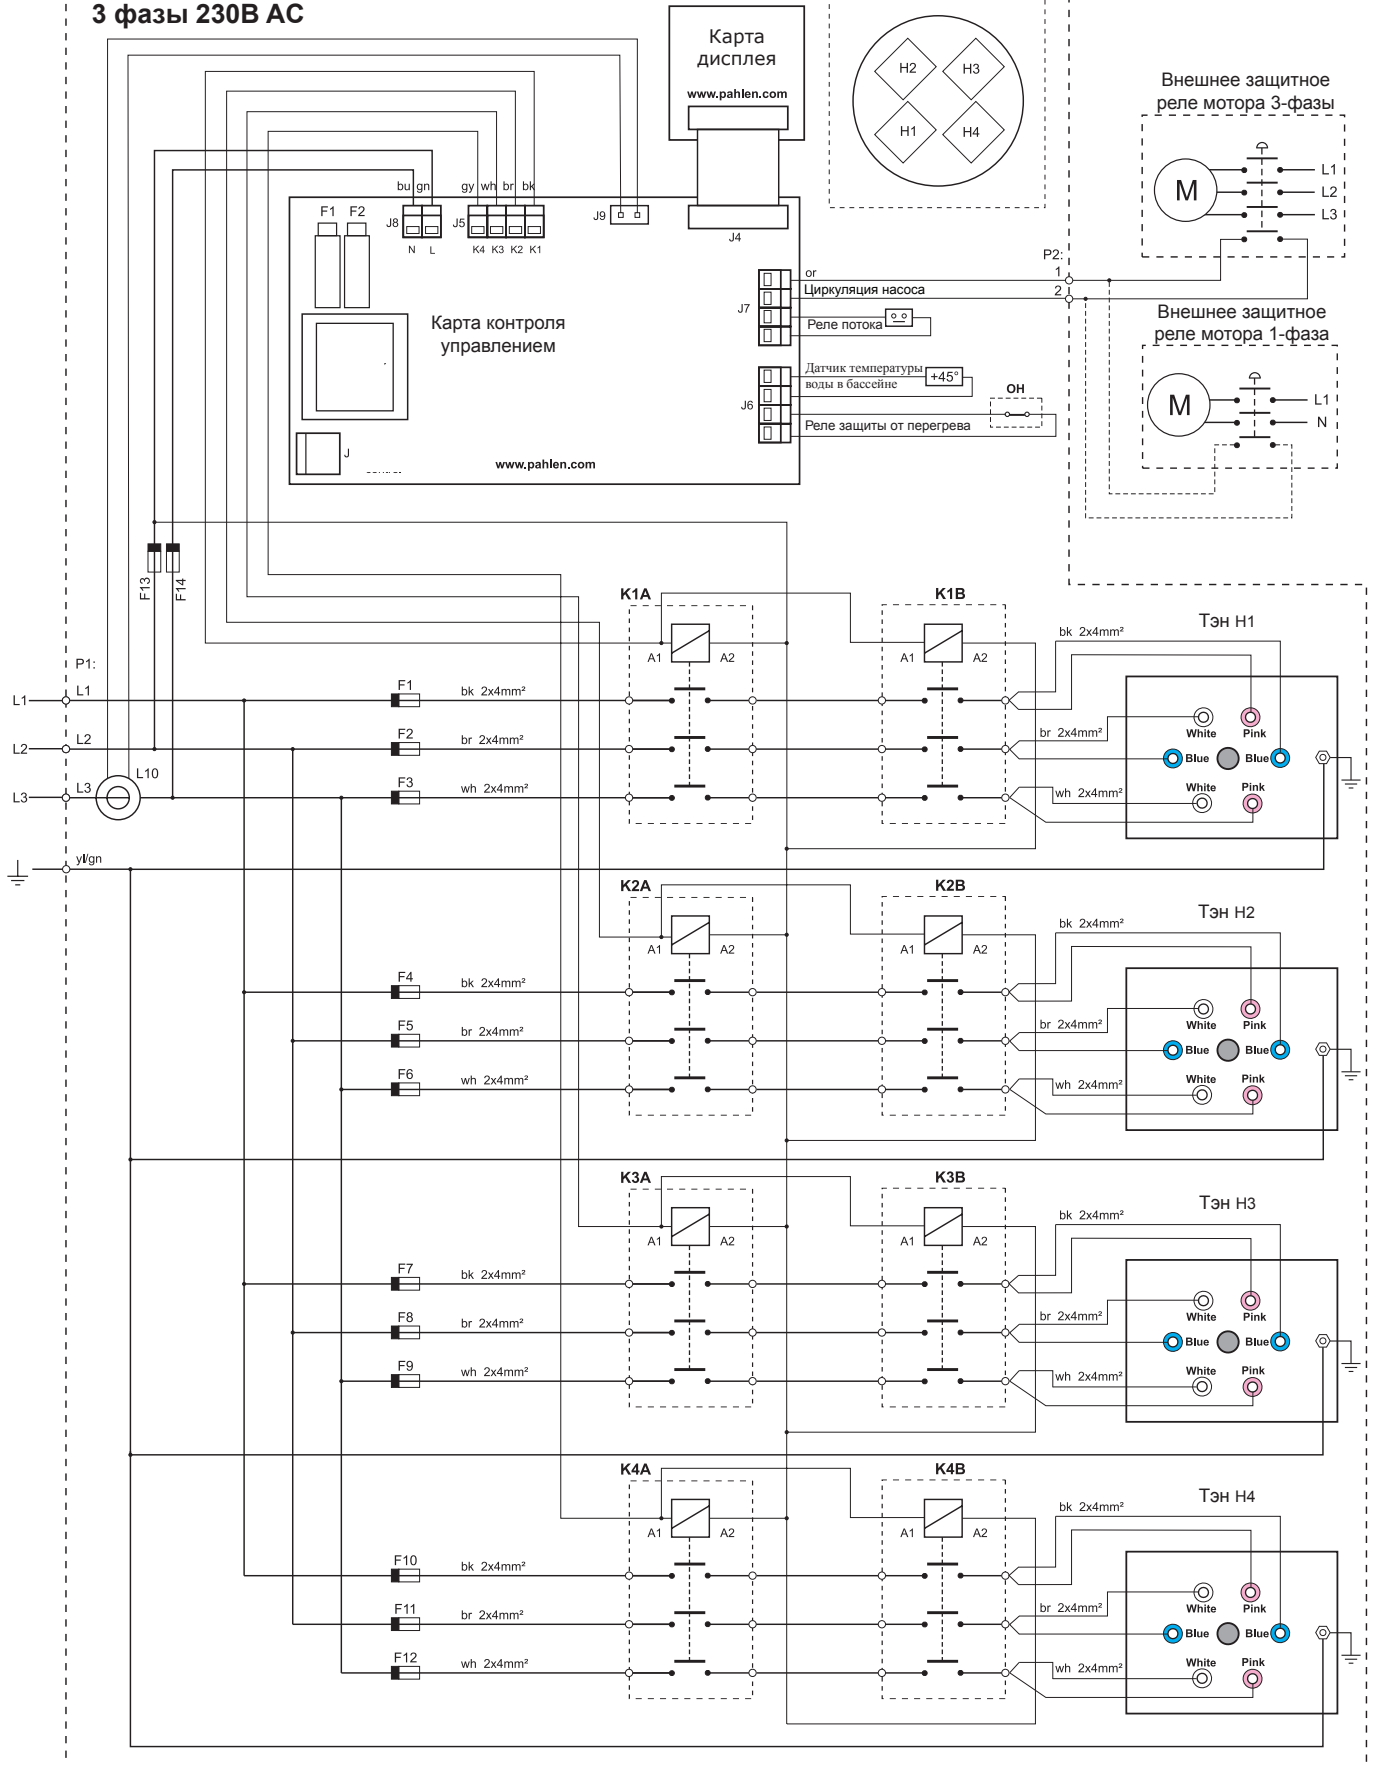 3 фазы 230В AC
Карта
дисплея
www.pahlen.com
H2
H3
H1
H4
Внешнее защитное
реле мотора 3-фазы
M
L1
L2
L3
bu
gn
gy
wh
br
bk
F1
F2
J8
J5
J9
J4
N
L
K4
K3
K2
K1
P2:
1
2
or
Циркуляция насоса
J7
Реле потока
Карта контроля
управлением
Датчик температуры
воды в бассейне
+45°
J6
OH
Реле защиты от перегрева
J
www.pahlen.com
Внешнее защитное
реле мотора 1-фаза
M
L1
N
F13
F14
K1A
K1B
Тэн H1
A1
A2
A1
A2
bk 2x4mm²
P1:
L1
L1
F1
bk 2x4mm²
L2
L2
F2
br 2x4mm²
br 2x4mm²
White
Pink
Blue
Blue
L3
L3
L10
F3
wh 2x4mm²
wh 2x4mm²
White
Pink
yl/gn
K2A
K2B
Тэн H2
A1
A2
A1
A2
bk 2x4mm²
F4
bk 2x4mm²
F5
br 2x4mm²
br 2x4mm²
White
Pink
Blue
Blue
F6
wh 2x4mm²
wh 2x4mm²
White
Pink
K3A
K3B
Тэн H3
A1
A2
A1
A2
bk 2x4mm²
F7
bk 2x4mm²
F8
br 2x4mm²
br 2x4mm²
White
Pink
Blue
Blue
F9
wh 2x4mm²
wh 2x4mm²
White
Pink
K4A
K4B
Тэн H4
A1
A2
A1
A2
bk 2x4mm²
F10
bk 2x4mm²
F11
br 2x4mm²
br 2x4mm²
White
Pink
Blue
Blue
F12
wh 2x4mm²
wh 2x4mm²
White
Pink